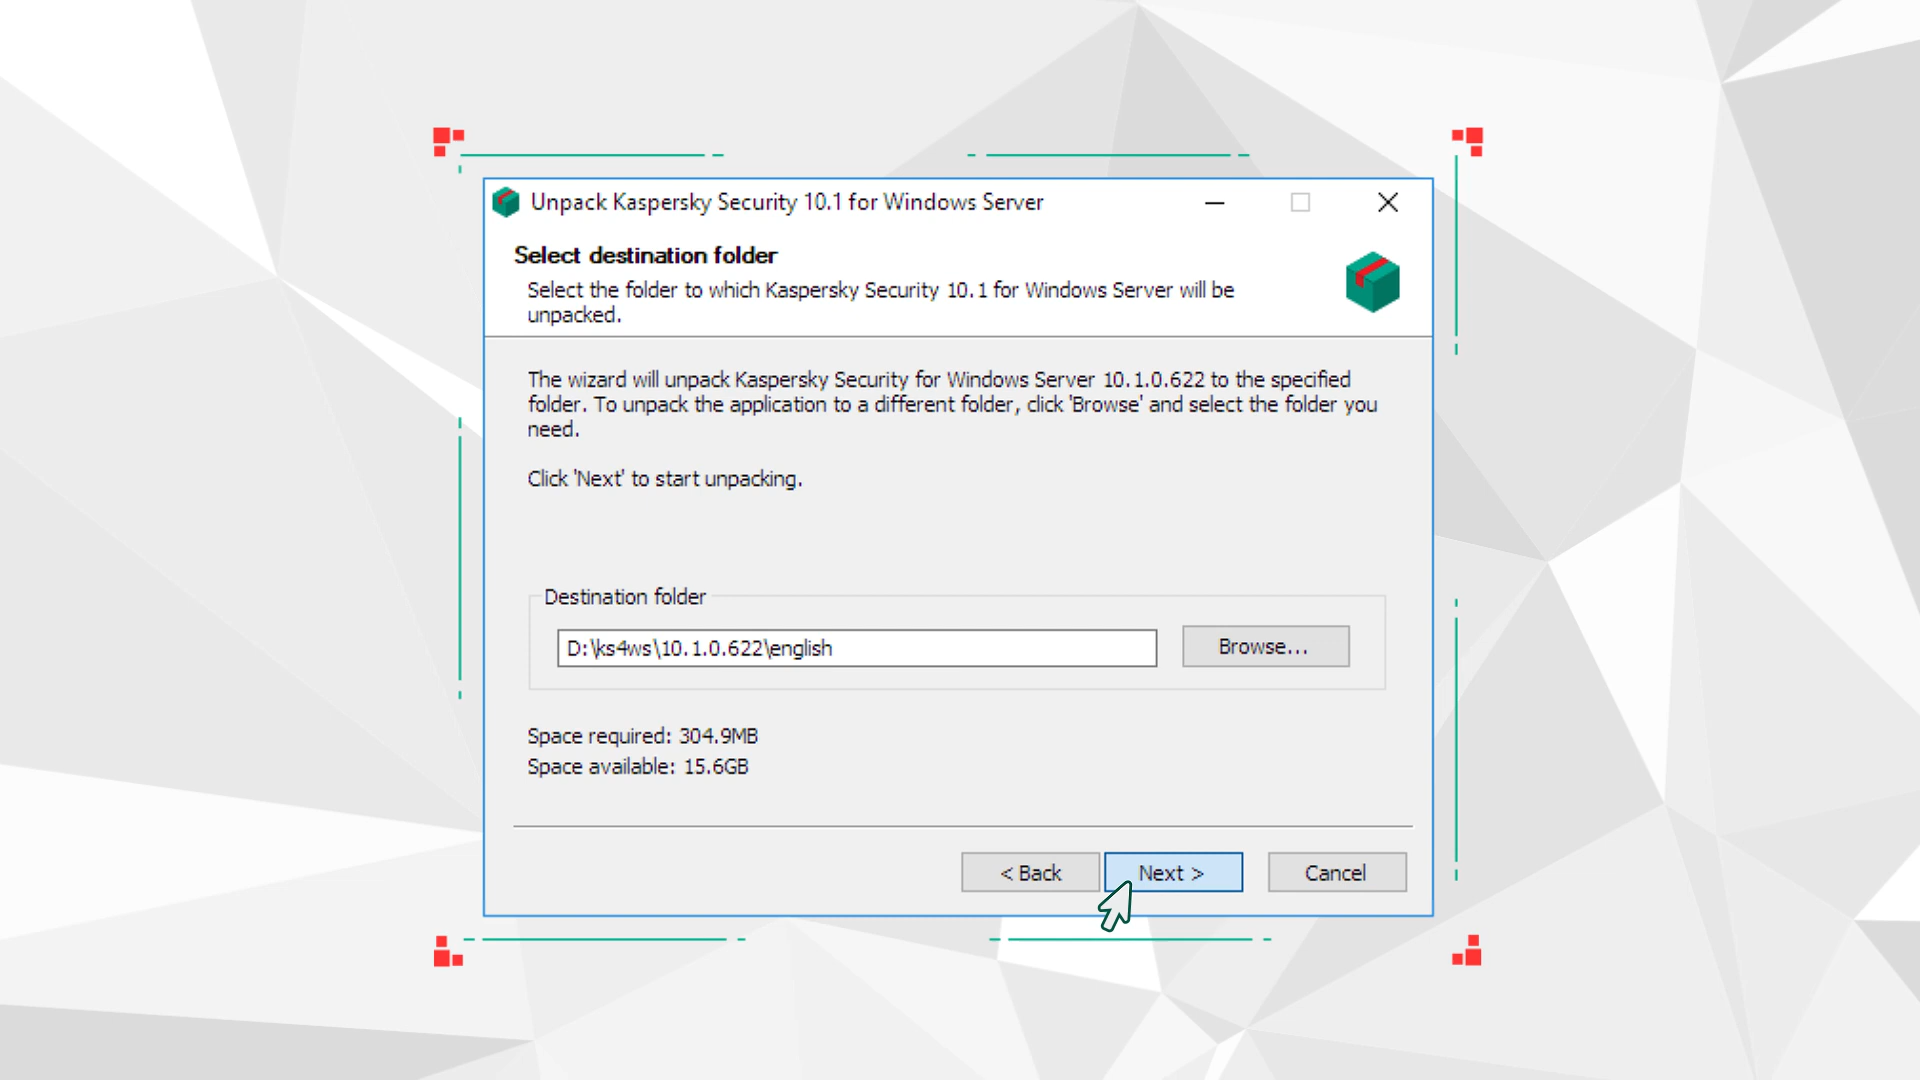 Unpack Kaspersky Security 10.1 for Windows Server
Select destination folder
Select the folder to which Kaspersky Security 10.1 for Windows Server will be
unpacked.
The wizard will unpack Kaspersky Security for Windows Server 10.1.0.622 to the specified
folder. To unpack the application to a different folder, click 'Browse' and select the folder you
need.
Click 'Next' to start unpacking.
Destination folder
D:\ks4ws\10.1.0.622\english
Browse...
Space required: 304.9MB
Space available: 15.6GB
< Back
Next >
Cancel